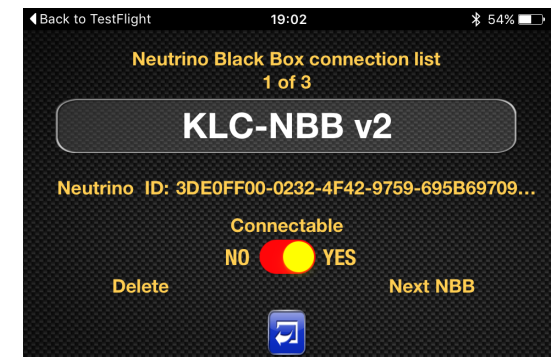 Back to TestFlight 19:02 54%
Neutrino Black Box connection list
1 of 3
KLC-NBB v2
Neutrino ID: 3DE0FF00-0232-4F42-9759-695B69709...
Connectable
NO YES
Delete Next NBB